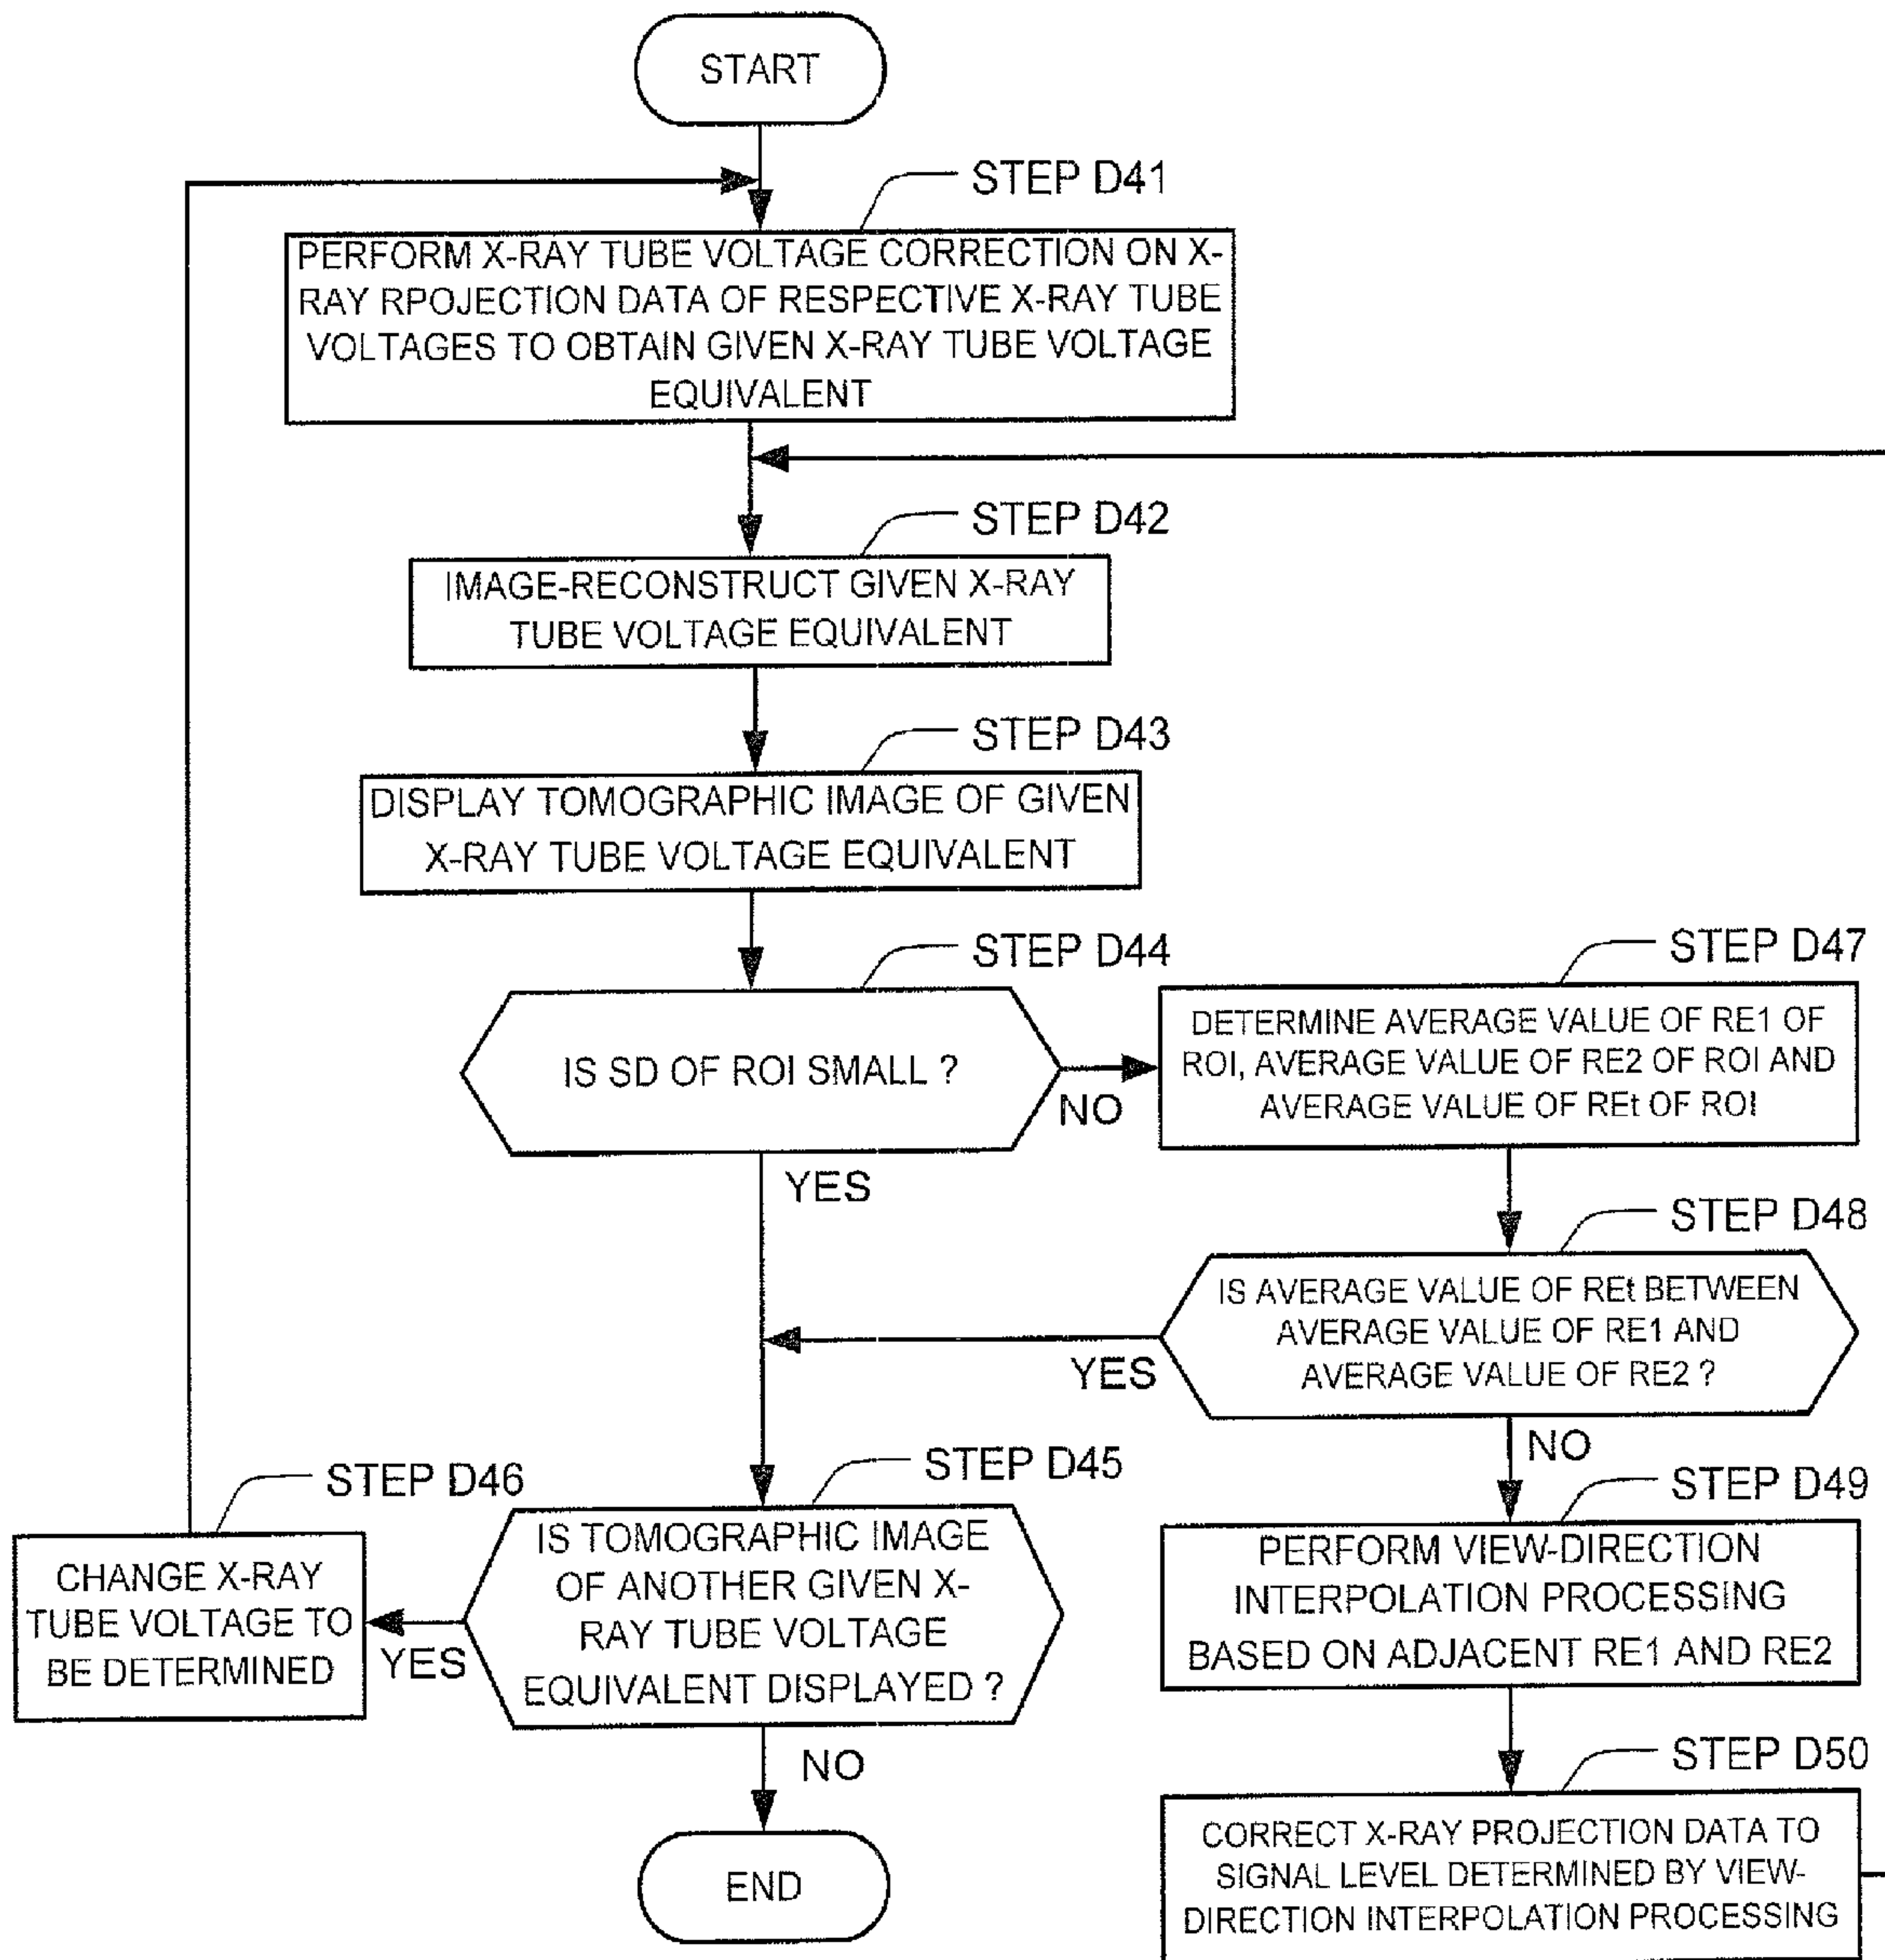 START
STEP D41
PERFORM X-RAY TUBE VOLTAGE CORRECTION ON X-
RAY RPOJECTION DATA OF RESPECTIVE X-RAY TUBE
VOLTAGES TO OBTAIN GIVEN X-RAY TUBE VOLTAGE
EQUIVALENT
STEP D42
IMAGE-RECONSTRUCT GIVEN X-RAY
TUBE VOLTAGE EQUIVALENT
STEP D43
DISPLAY TOMOGRAPHIC IMAGE OF GIVEN
X-RAY TUBE VOLTAGE EQUIVALENT
STEP D44
IS SD OF ROI SMALL ?
NO
YES
STEP D47
DETERMINE AVERAGE VALUE OF RE1 OF
ROI, AVERAGE VALUE OF RE2 OF ROI AND
AVERAGE VALUE OF REt OF ROI
STEP D48
IS AVERAGE VALUE OF REt BETWEEN
AVERAGE VALUE OF RE1 AND
AVERAGE VALUE OF RE2 ?
YES
NO
STEP D45
IS TOMOGRAPHIC IMAGE
OF ANOTHER GIVEN X-
RAY TUBE VOLTAGE
EQUIVALENT DISPLAYED ?
YES
NO
STEP D46
CHANGE X-RAY
TUBE VOLTAGE TO
BE DETERMINED
STEP D49
PERFORM VIEW-DIRECTION
INTERPOLATION PROCESSING
BASED ON ADJACENT RE1 AND RE2
STEP D50
CORRECT X-RAY PROJECTION DATA TO
SIGNAL LEVEL DETERMINED BY VIEW-
DIRECTION INTERPOLATION PROCESSING
END